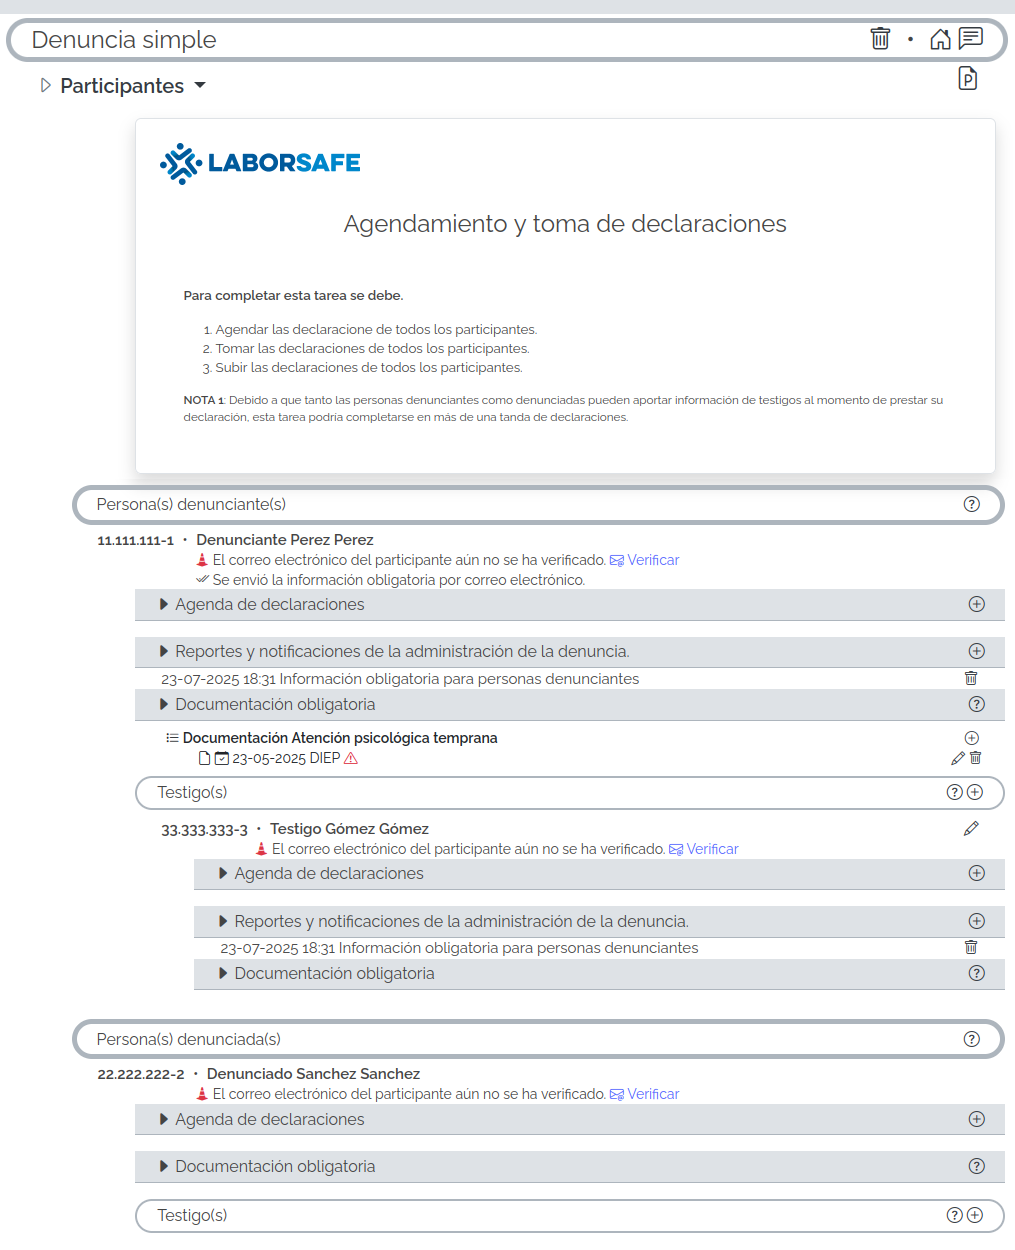 Denuncia simple
Participantes
LABORSAFE
Agendamiento y toma de declaraciones
Para completar esta tarea se debe.
1. Agendar las declaracione de todos los participantes.
2. Tomar las declaraciones de todos los participantes.
3. Subir las declaraciones de todos los participantes.
NOTA 1: Debido a que tanto las personas denunciantes como denunciadas pueden aportar información de testigos al momento de prestar su
declaración, esta tarea podría completarse en más de una tanda de declaraciones.
Persona(s) denunciante(s)
11.111.111-1 • Denunciante Perez Perez
El correo electrónico del participante aún no se ha verificado. Verificar
Se envió la información obligatoria por correo electrónico.
Agenda de declaraciones
Reportes y notificaciones de la administración de la denuncia.
23-07-2025 18:31 Información obligatoria para personas denunciantes
Documentación obligatoria
Documentación Atención psicológica temprana
23-05-2025 DIEP
Testigo(s)
33.333.333-3 • Testigo Gómez Gómez
El correo electrónico del participante aún no se ha verificado. Verificar
Agenda de declaraciones
Reportes y notificaciones de la administración de la denuncia.
23-07-2025 18:31 Información obligatoria para personas denunciantes
Documentación obligatoria
Persona(s) denunciada(s)
22.222.222-2 • Denunciado Sanchez Sanchez
El correo electrónico del participante aún no se ha verificado. Verificar
Agenda de declaraciones
Documentación obligatoria
Testigo(s)